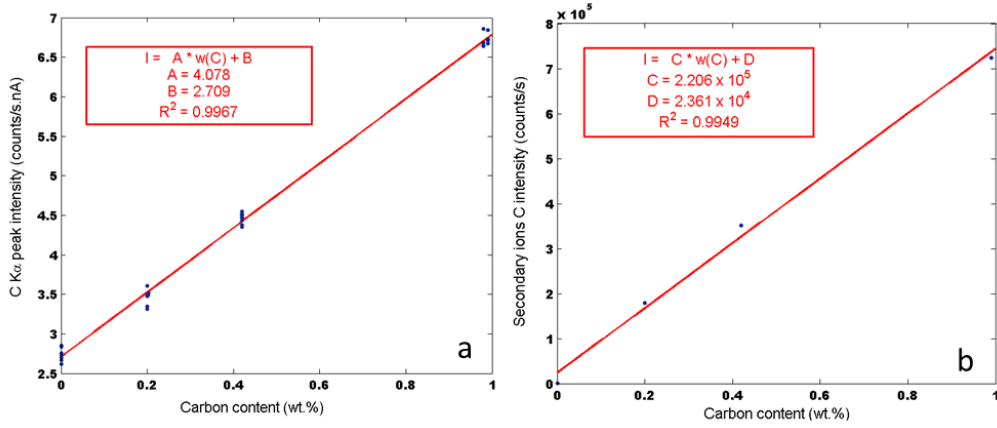 7
6.5
6
5.5
5
4.5
4
3.5
3
2.5
0
0.2
0.4
0.6
0.8
1
C Kα peak intensity (counts/s.nA)
Carbon content (wt.%)
I = A * w(C) + B
A = 4.078
B = 2.709
R² = 0.9967
a
8 x 10⁵
7
6
5
4
3
2
1
0
0
0.2
0.4
0.6
0.8
1
Secondary ions C intensity (counts/s)
Carbon content (wt.%)
I = C * w(C) + D
C = 2.206 x 10⁵
D = 2.361 x 10⁴
R² = 0.9949
b